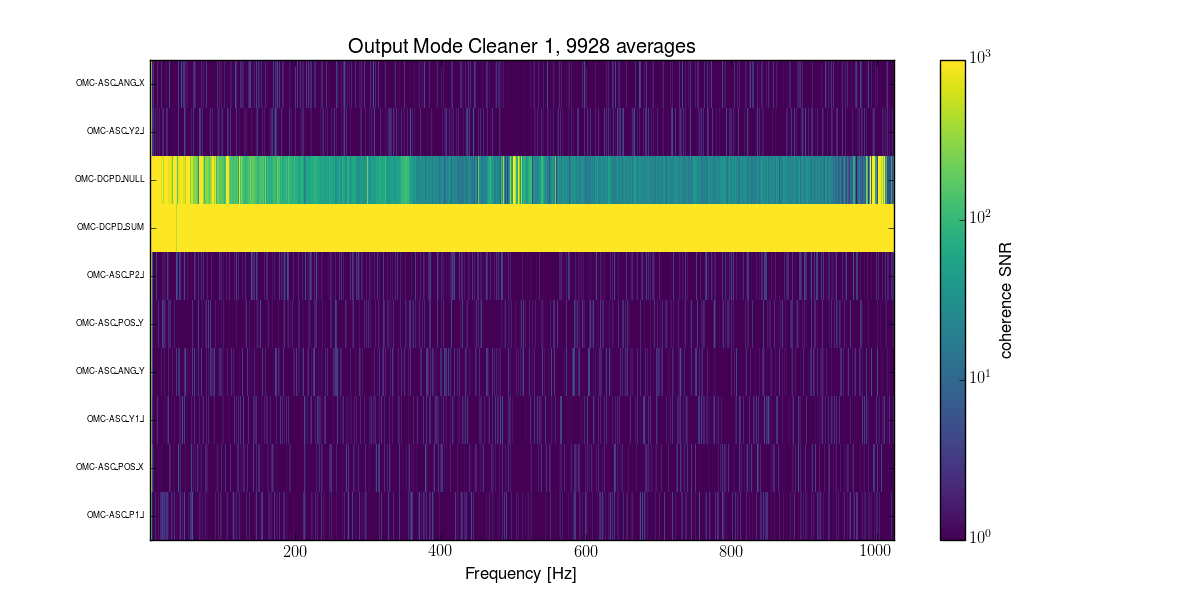 Output Mode Cleaner 1, 9928 averages
OMC-ASC_ANG_X
OMC-ASC_Y2_I
OMC-DCPD_NULL
OMC-DCPD_SUM
OMC-ASC_P2_I
OMC-ASC_POS_Y
OMC-ASC_ANG_Y
OMC-ASC_Y1_I
OMC-ASC_POS_X
OMC-ASC_P1_I
200 400 600 800 1000
Frequency [Hz]
10³
10²
10¹
10⁰
coherence SNR